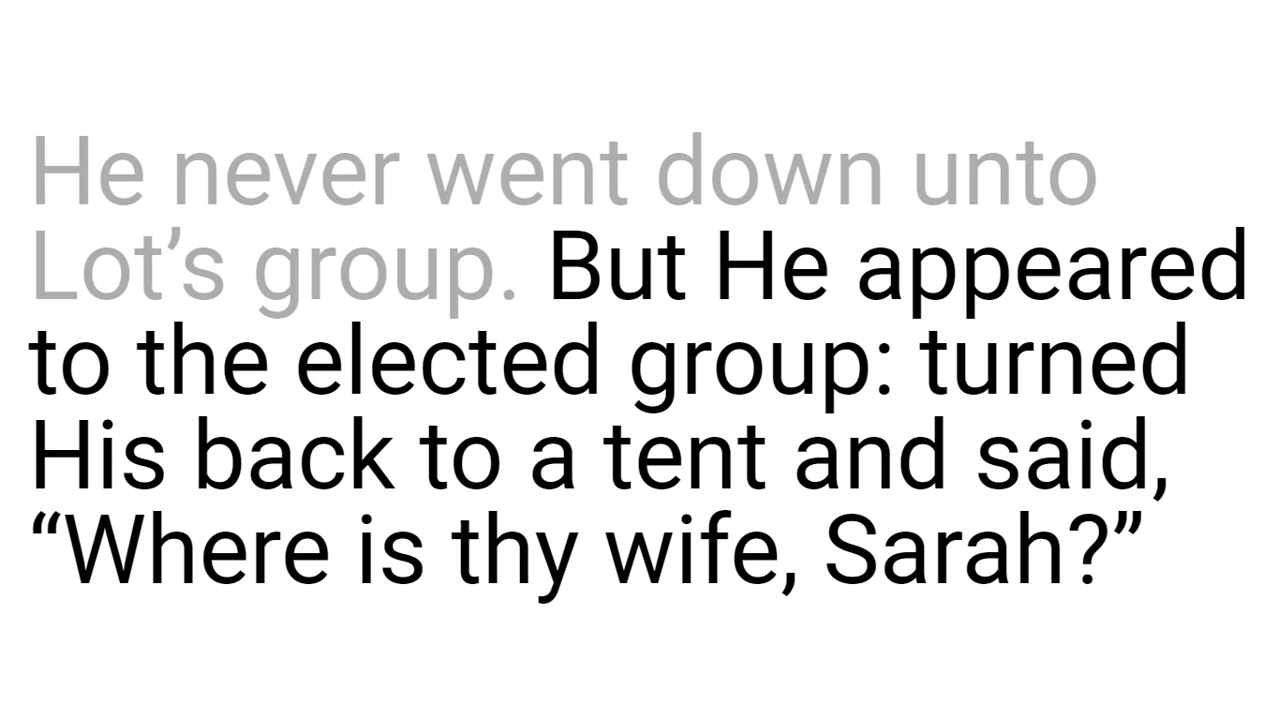 He never went down unto
Lot’s group. But He appeared
to the elected group: turned
His back to a tent and said,
“Where is thy wife, Sarah?”